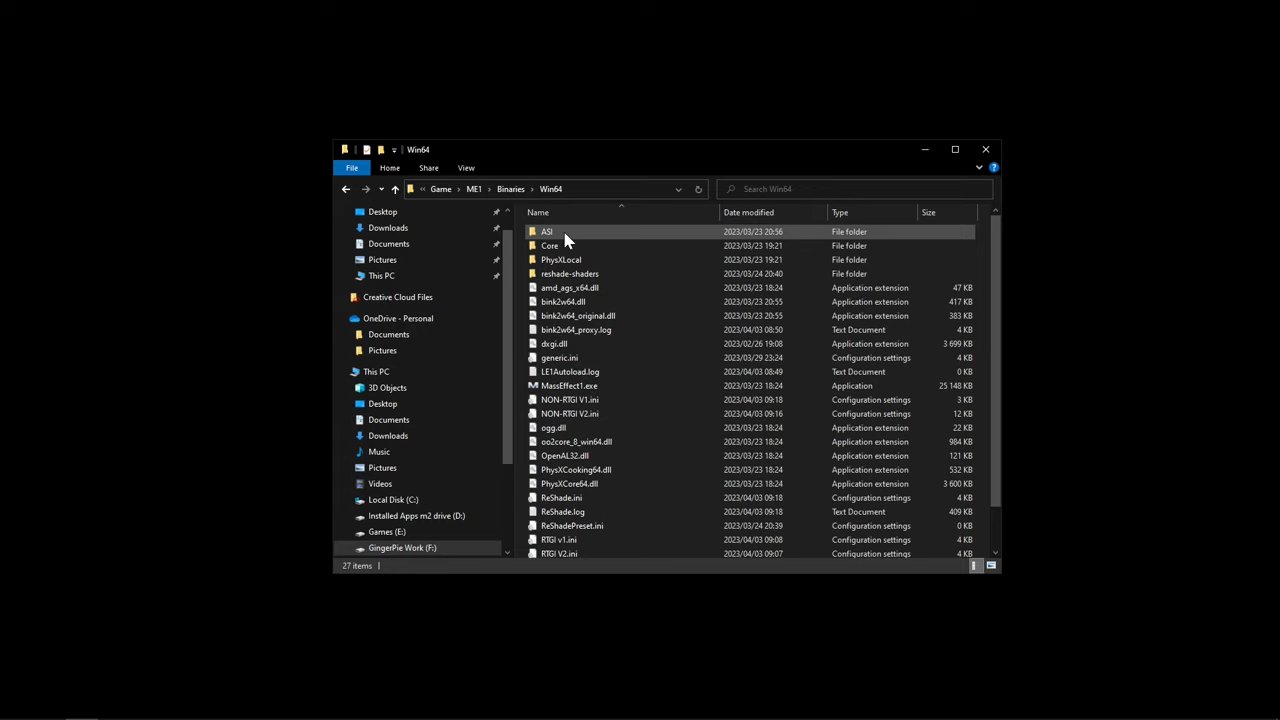 Win64
File Home Share View
« Game > ME1 > Binaries > Win64
Search Win64
Desktop
Downloads
Documents
Pictures
This PC
Creative Cloud Files
OneDrive - Personal
Documents
Pictures
This PC
3D Objects
Desktop
Documents
Downloads
Music
Pictures
Videos
Local Disk (C:)
Installed Apps m2 drive (D:)
Games (E:)
GingerPie Work (F:)
Name Date modified Type Size
ASI 2023/03/23 20:56 File folder
Core 2023/03/23 19:21 File folder
PhysXLocal 2023/03/23 19:21 File folder
reshade-shaders 2023/03/24 20:40 File folder
amd_ags_x64.dll 2023/03/23 18:24 Application extension 47 KB
bink2w64.dll 2023/03/23 20:55 Application extension 417 KB
bink2w64_original.dll 2023/03/23 20:55 Application extension 383 KB
bink2w64_proxy.log 2023/04/03 08:50 Text Document 4 KB
dxgi.dll 2023/02/26 19:08 Application extension 3 699 KB
generic.ini 2023/03/29 23:24 Configuration settings 4 KB
LE1Autoload.log 2023/04/03 08:49 Text Document 0 KB
MassEffect1.exe 2023/03/23 18:24 Application 25 148 KB
NON-RTGI V1.ini 2023/04/03 09:18 Configuration settings 3 KB
NON-RTGI V2.ini 2023/04/03 09:16 Configuration settings 12 KB
ogg.dll 2023/03/23 18:24 Application extension 22 KB
oo2core_8_win64.dll 2023/03/23 18:24 Application extension 984 KB
OpenAL32.dll 2023/03/23 18:24 Application extension 121 KB
PhysXCooking64.dll 2023/03/23 18:24 Application extension 532 KB
PhysXCore64.dll 2023/03/23 18:24 Application extension 3 600 KB
ReShade.ini 2023/04/03 09:18 Configuration settings 4 KB
ReShade.log 2023/04/03 09:18 Text Document 409 KB
ReShadePreset.ini 2023/03/24 20:39 Configuration settings 0 KB
RTGI v1.ini 2023/04/03 09:08 Configuration settings 4 KB
RTGI V2.ini 2023/04/03 09:07 Configuration settings 4 KB
27 items